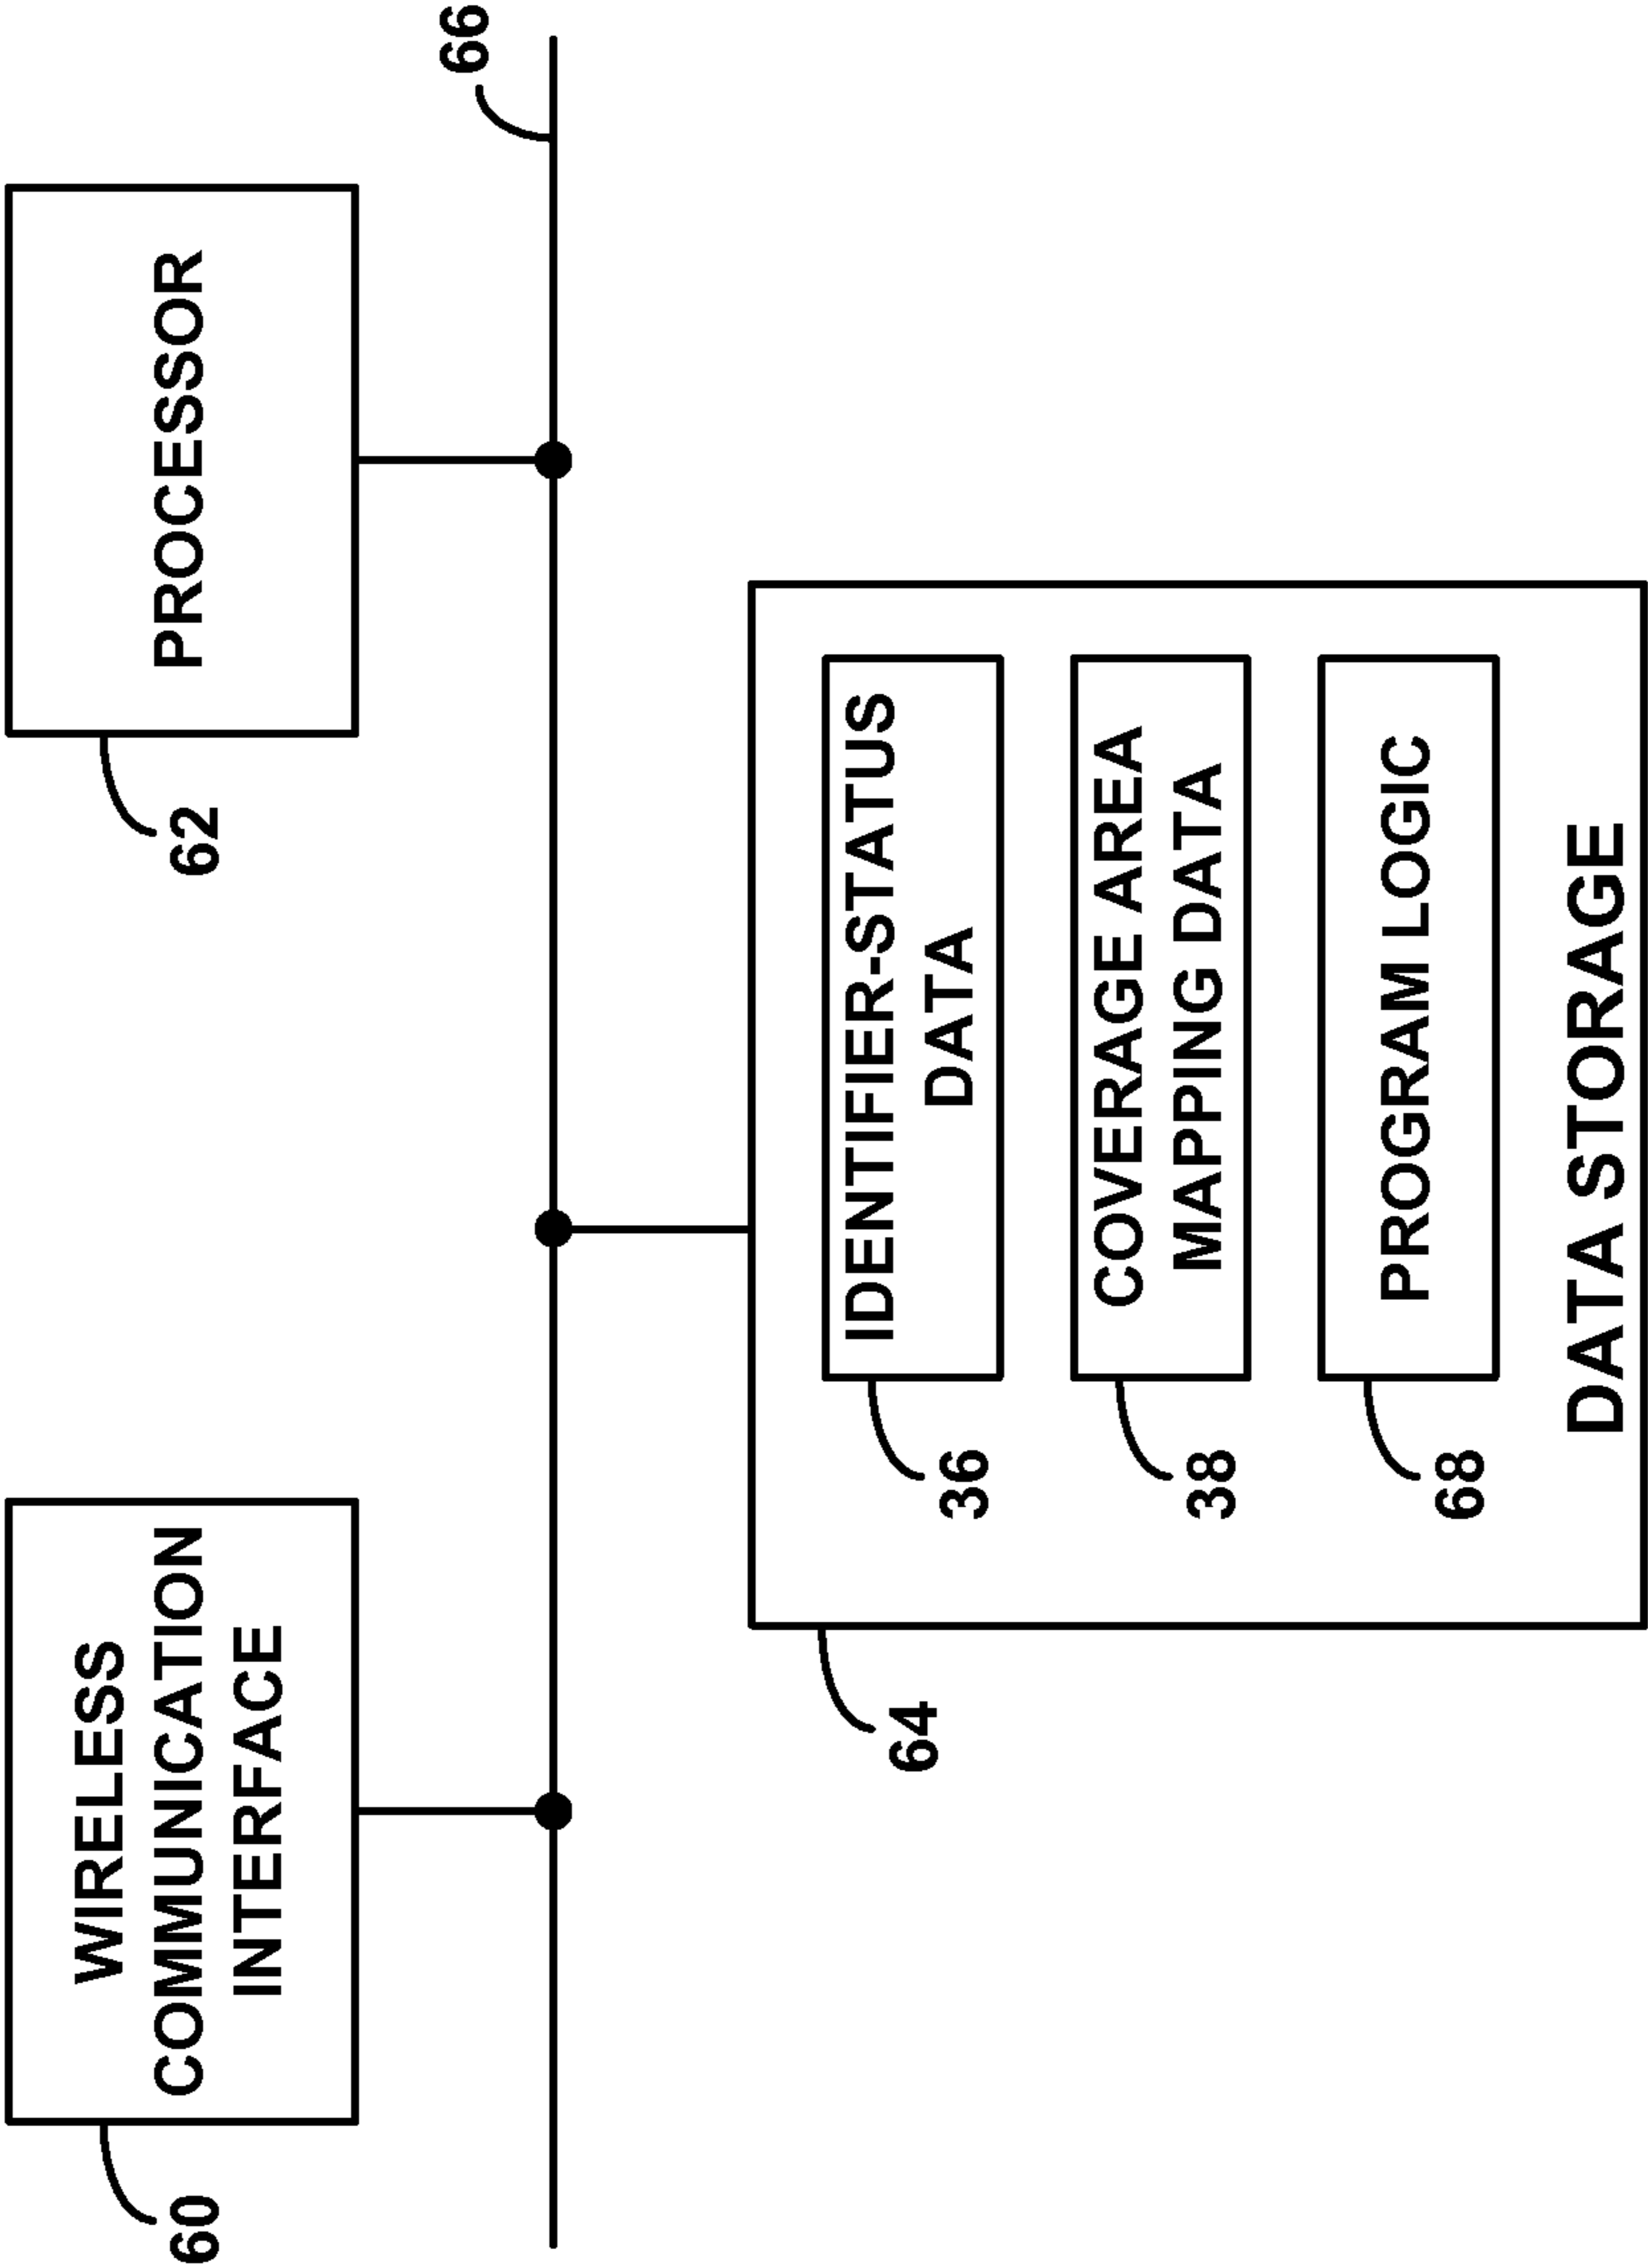 60
WIRELESS
COMMUNICATION
INTERFACE
62
PROCESSOR
66
64
36
IDENTIFIER-STATUS
DATA
38
COVERAGE AREA
MAPPING DATA
68
PROGRAM LOGIC
DATA STORAGE